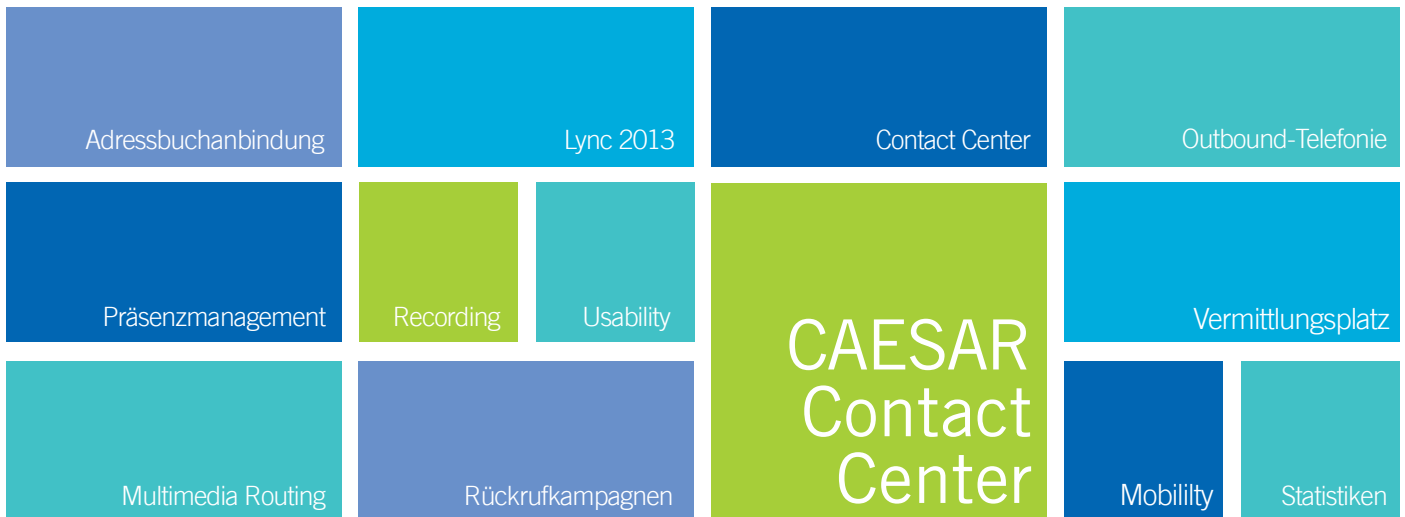 Adressbuchanbindung
Lync 2013
Contact Center
Outbound-Telefonie
Präsenzmanagement
Recording
Usability
Vermittlungsplatz
CAESAR
Contact
Center
Multimedia Routing
Rückrufkampagnen
Mobililty
Statistiken